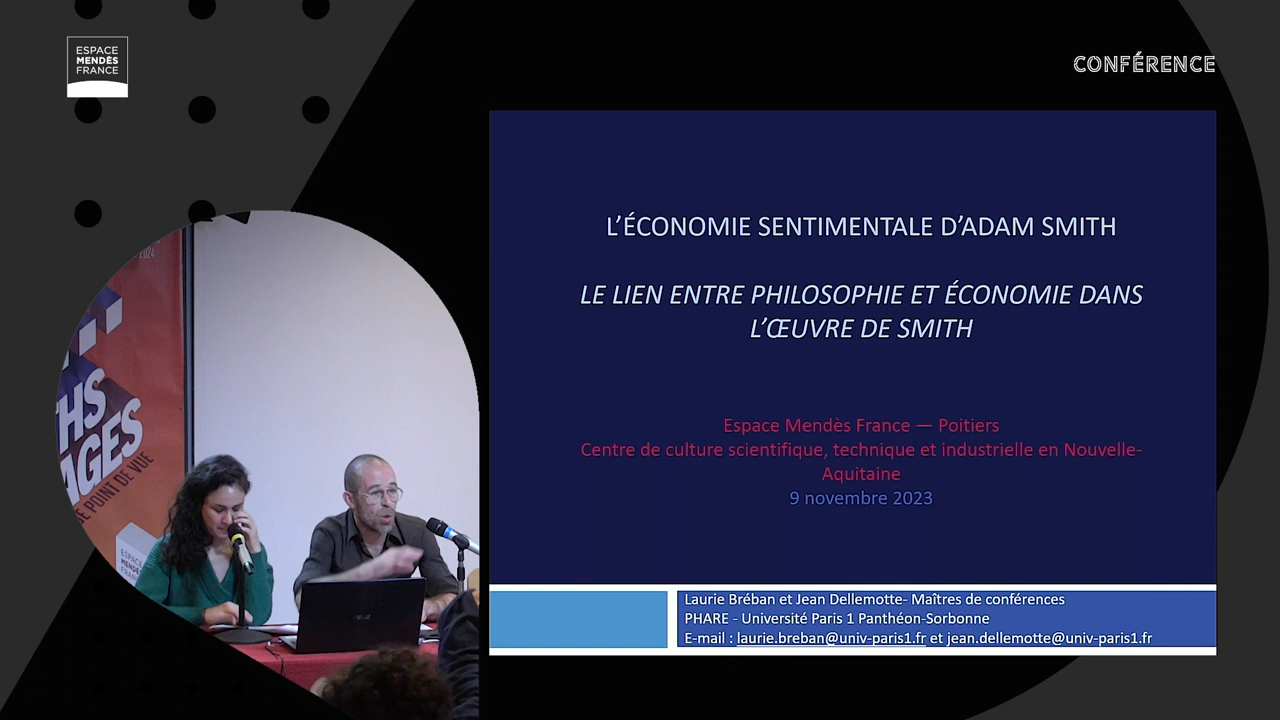 ESPACE
MENDÈS
FRANCE
CONFÉRENCE
L'ÉCONOMIE SENTIMENTALE D'ADAM SMITH
LE LIEN ENTRE PHILOSOPHIE ET ÉCONOMIE DANS
L'ŒUVRE DE SMITH
Espace Mendès France — Poitiers
Centre de culture scientifique, technique et industrielle en Nouvelle-
Aquitaine
9 novembre 2023
Laurie Bréban et Jean Dellemotte- Maîtres de conférences
PHARE - Université Paris 1 Panthéon-Sorbonne
E-mail : laurie.breban@univ-paris1.fr et jean.dellemotte@univ-paris1.fr
POINT DE VUE
ESPACE